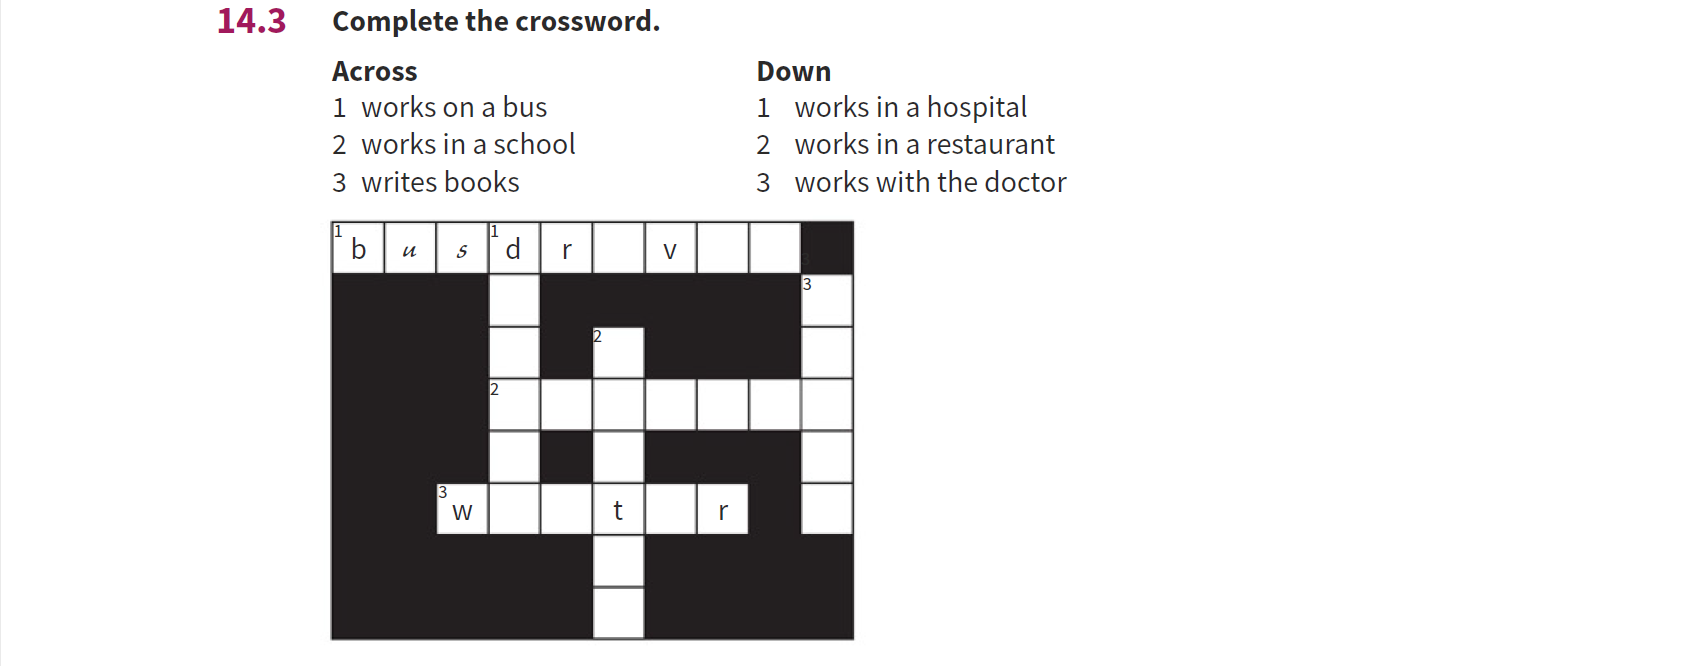 14.3 Complete the crossword.
Across
1 works on a bus
2 works in a school
3 writes books
Down
1 works in a hospital
2 works in a restaurant
3 works with the doctor
1 b u s 1 d r v
3
2
2
3 w t r